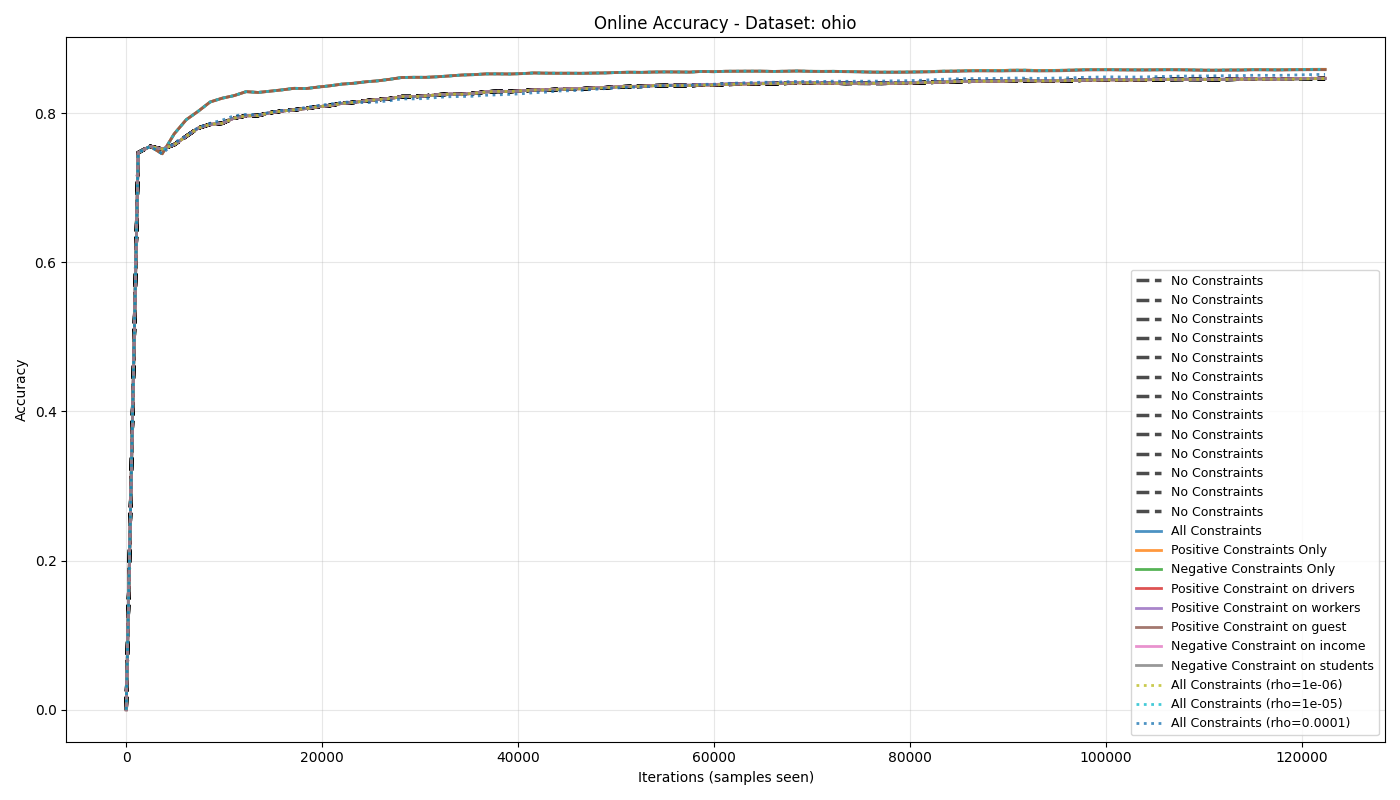 Online Accuracy - Dataset: ohio
Accuracy
0.8
0.6
0.4
0.2
0.0
No Constraints
No Constraints
No Constraints
No Constraints
No Constraints
No Constraints
No Constraints
No Constraints
No Constraints
No Constraints
No Constraints
No Constraints
No Constraints
All Constraints
Positive Constraints Only
Negative Constraints Only
Positive Constraint on drivers
Positive Constraint on workers
Positive Constraint on guest
Negative Constraint on income
Negative Constraint on students
All Constraints (rho=1e-06)
All Constraints (rho=1e-05)
All Constraints (rho=0.0001)
0
20000
40000
60000
80000
100000
120000
Iterations (samples seen)